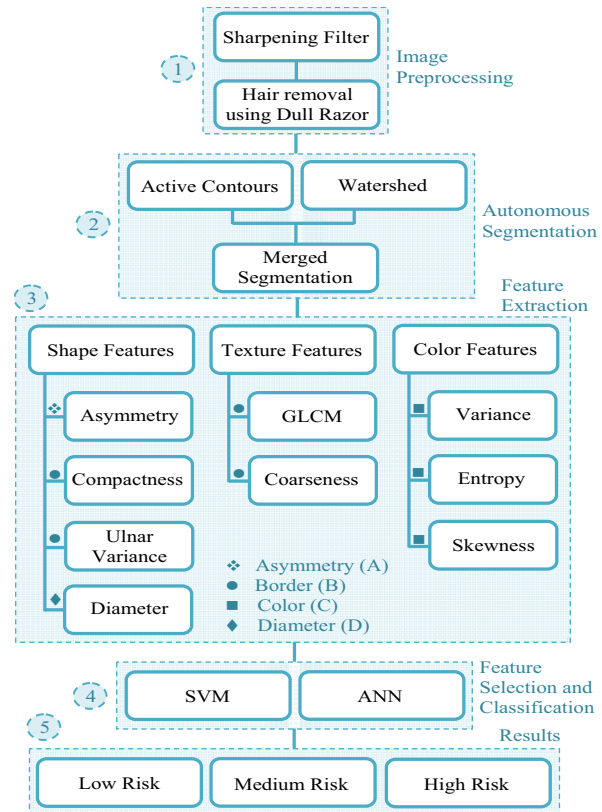 Sharpening Filter
1
Image
Preprocessing
Hair removal
using Dull Razor
Active Contours
Watershed
2
Autonomous
Segmentation
Merged
Segmentation
3
Feature
Extraction
Shape Features
Texture Features
Color Features
Asymmetry
GLCM
Variance
Compactness
Coarseness
Entropy
Ulnar
Variance
Skewness
Diameter
Asymmetry (A)
Border (B)
Color (C)
Diameter (D)
4
SVM
ANN
Feature
Selection and
Classification
5
Results
Low Risk
Medium Risk
High Risk